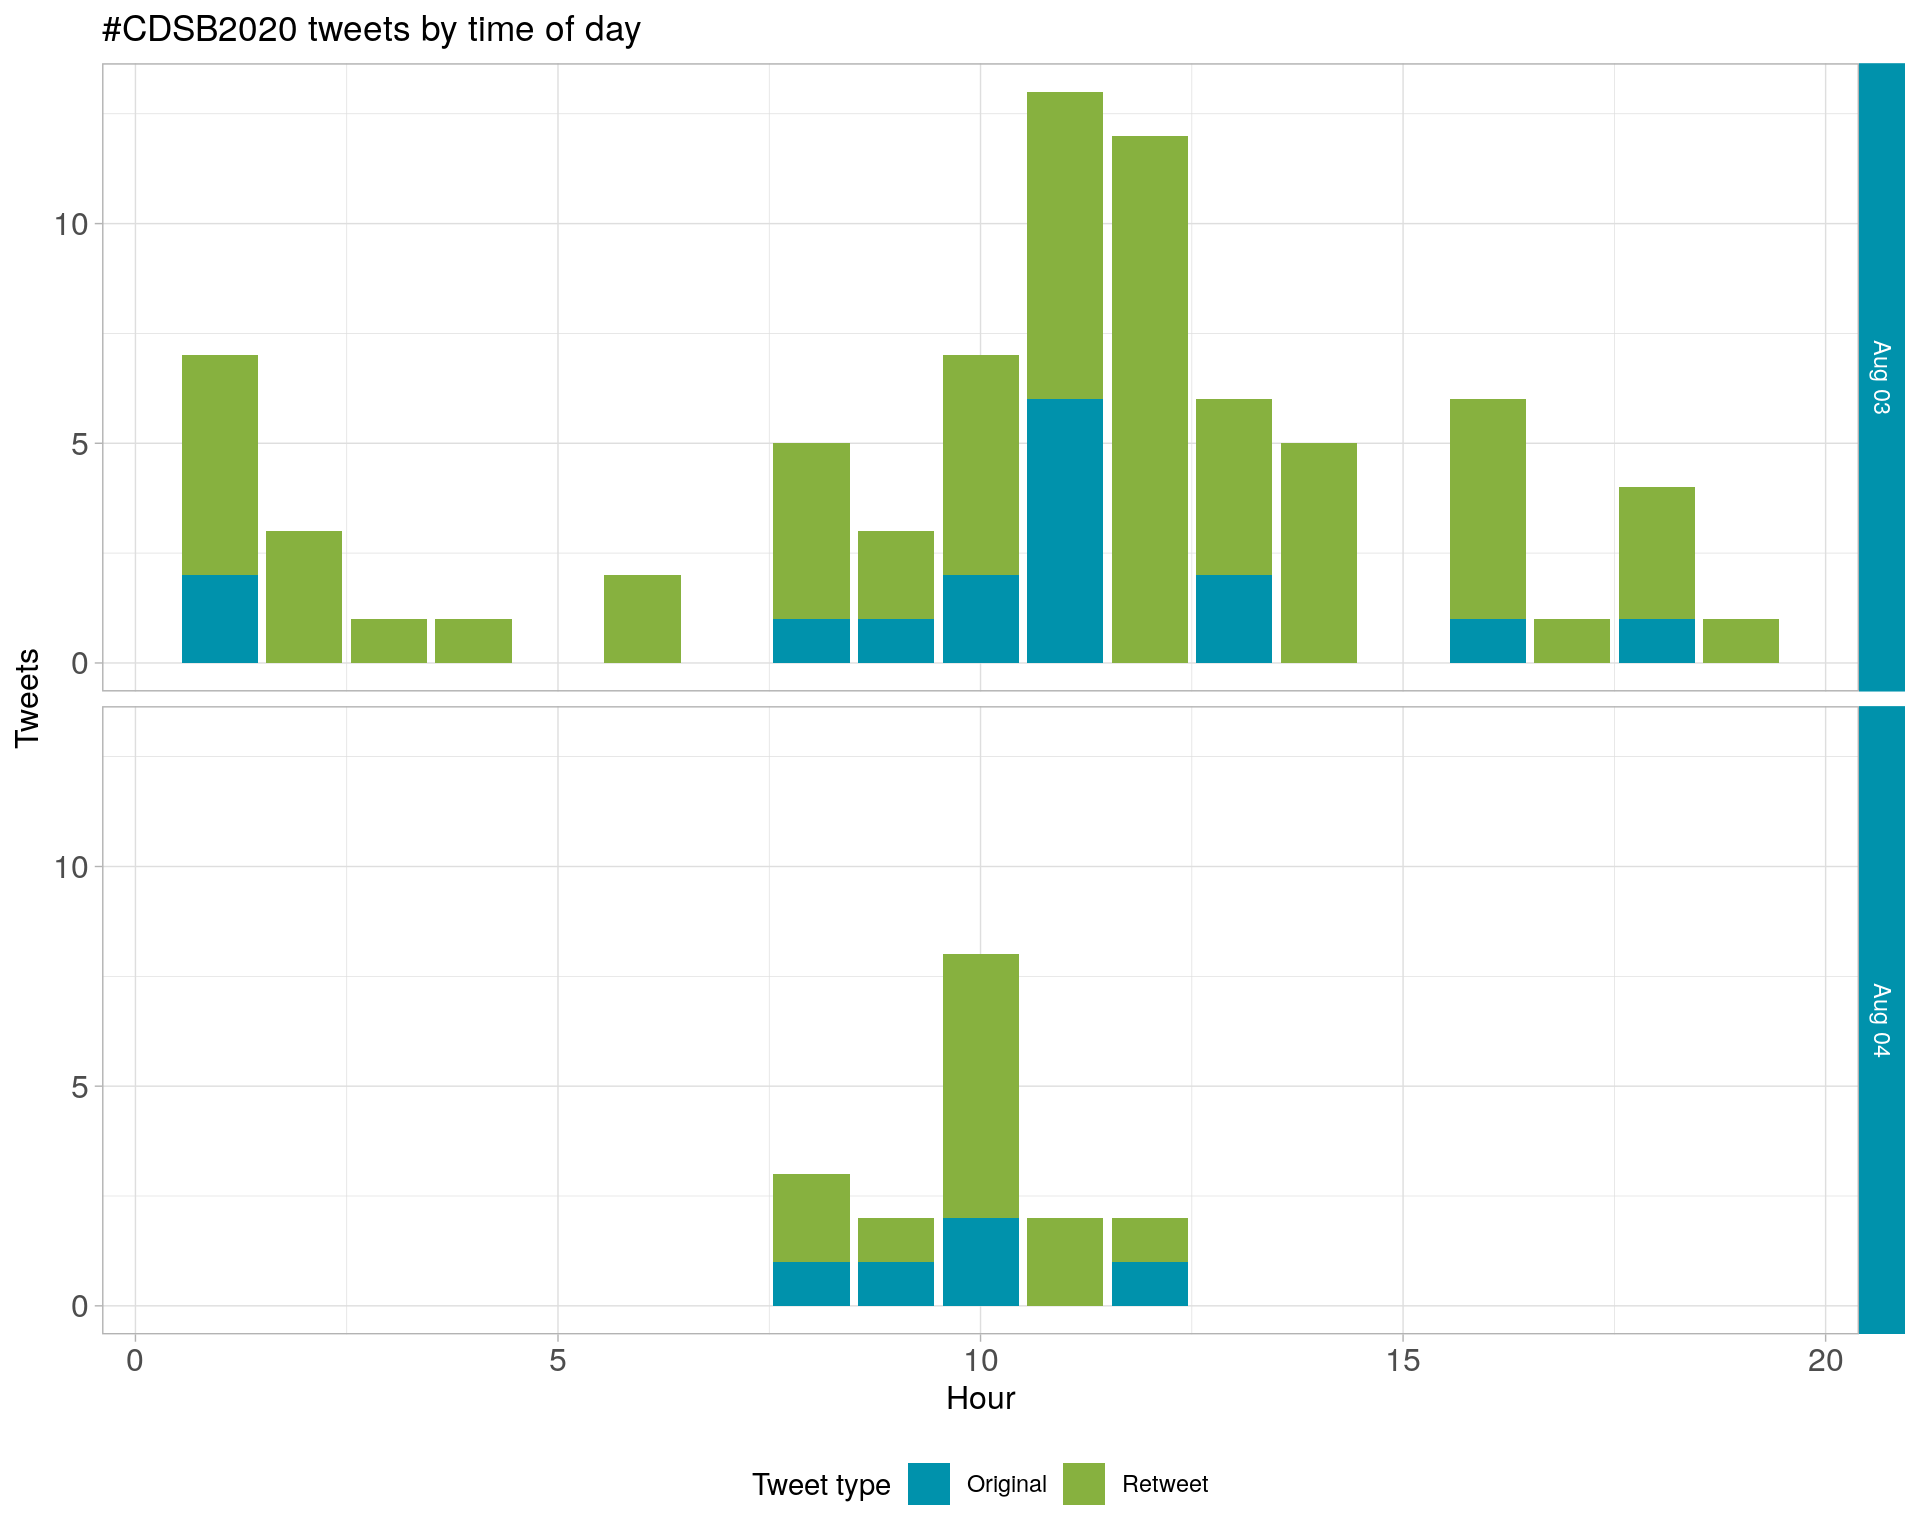 #CDSB2020 tweets by time of day
10
5
0
Aug 03
Tweets
10
5
0
Aug 04
0 5 10 15 20
Hour
Tweet type Original Retweet